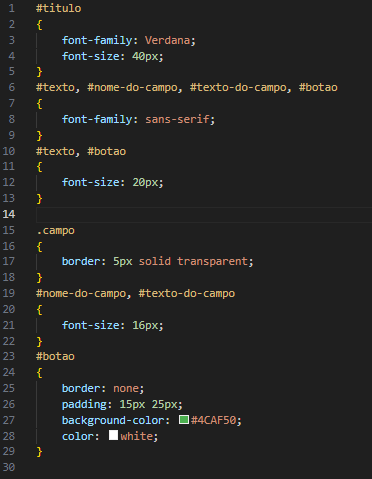 1 #titulo
2 {
3 font-family: Verdana;
4 font-size: 40px;
5 }
6 #texto, #nome-do-campo, #texto-do-campo, #botao
7 {
8 font-family: sans-serif;
9 }
10 #texto, #botao
11 {
12 font-size: 20px;
13 }
14
15 .campo
16 {
17 border: 5px solid transparent;
18 }
19 #nome-do-campo, #texto-do-campo
20 {
21 font-size: 16px;
22 }
23 #botao
24 {
25 border: none;
26 padding: 15px 25px;
27 background-color: #4CAF50;
28 color: white;
29 }
30